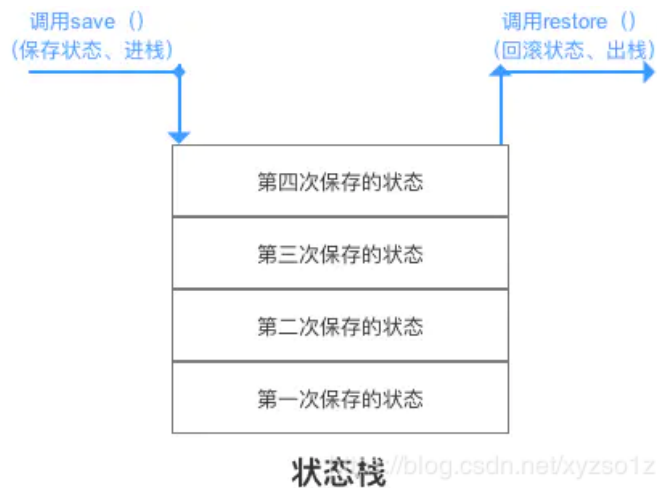 调用save（）
（保存状态、进栈）
调用restore（）
（回滚状态、出栈）
第四次保存的状态
第三次保存的状态
第二次保存的状态
第一次保存的状态
状态栈
://blog.csdn.net/xyzso1z